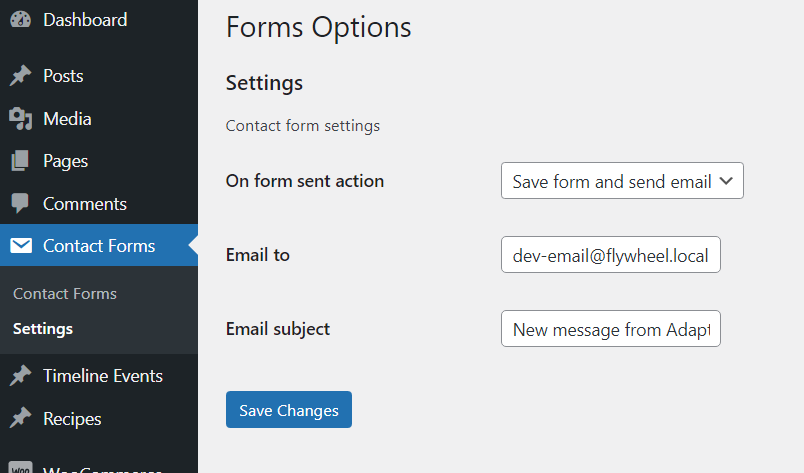 Dashboard
Posts
Media
Pages
Comments
Contact Forms
Contact Forms
Settings
Timeline Events
Recipes
WooCommerce
Forms Options
Settings
Contact form settings
On form sent action
Save form and send email
Email to
dev-email@flywheel.local
Email subject
New message from Adapt
Save Changes